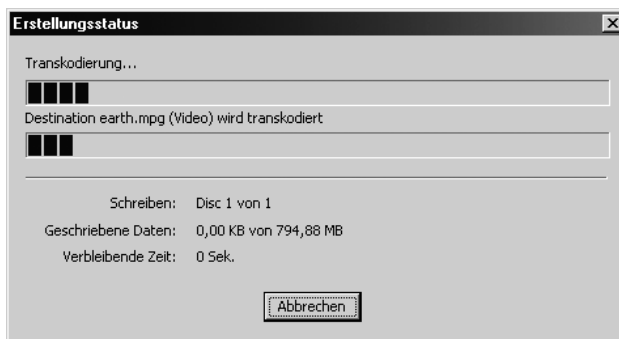 Erstellungsstatus
Transkodierung...
Destination earth.mpg (Video) wird transkodiert
Schreiben: Disc 1 von 1
Geschriebene Daten: 0,00 KB von 794,88 MB
Verbleibende Zeit: 0 Sek.
Abbrechen